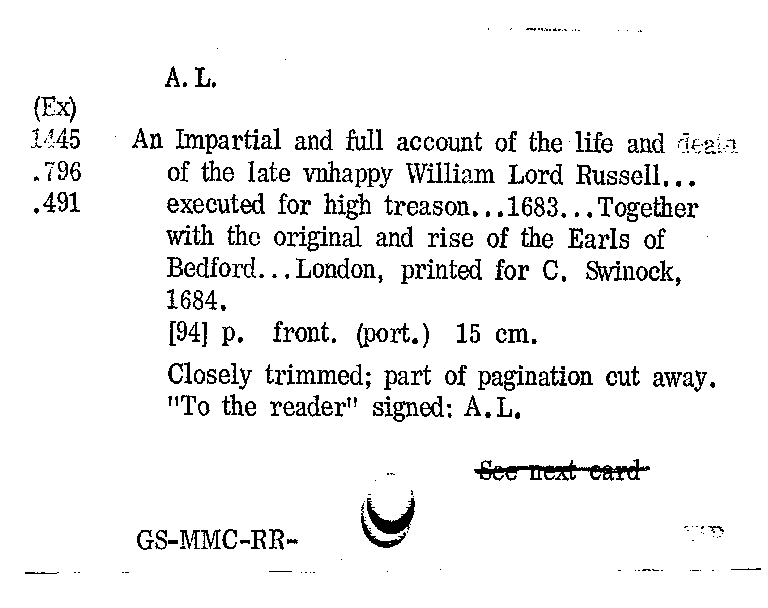 A. L.
(Ex)
1445 An Impartial and full account of the life and death
.796 of the late vnhappy William Lord Russell...
.491 executed for high treason...1683...Together
with the original and rise of the Earls of
Bedford...London, printed for C. Swinock,
1684.
[94] p. front. (port.) 15 cm.
Closely trimmed; part of pagination cut away.
"To the reader" signed: A.L.
See next card
GS-MMC-RR-